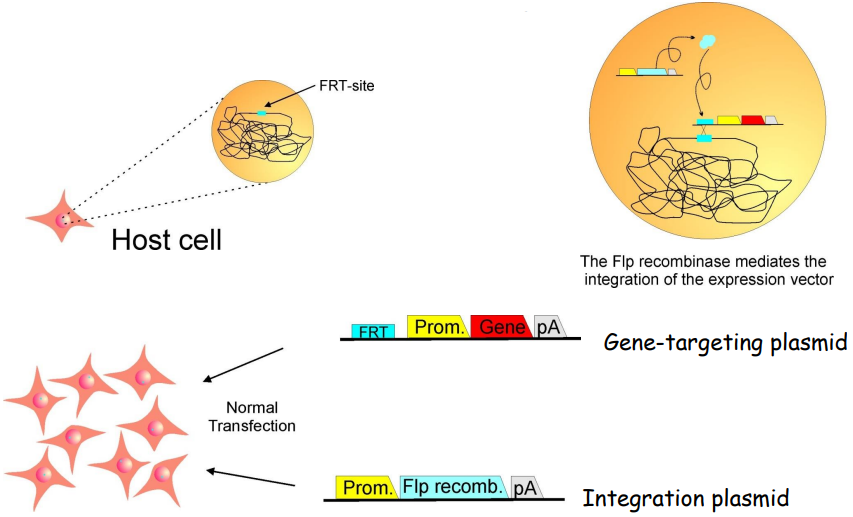 FRT-site
Host cell
The Flp recombinase mediates the
integration of the expression vector
FRT
Prom.
Gene
pA
Gene-targeting plasmid
Normal
Transfection
Prom.
Flp recomb.
pA
Integration plasmid